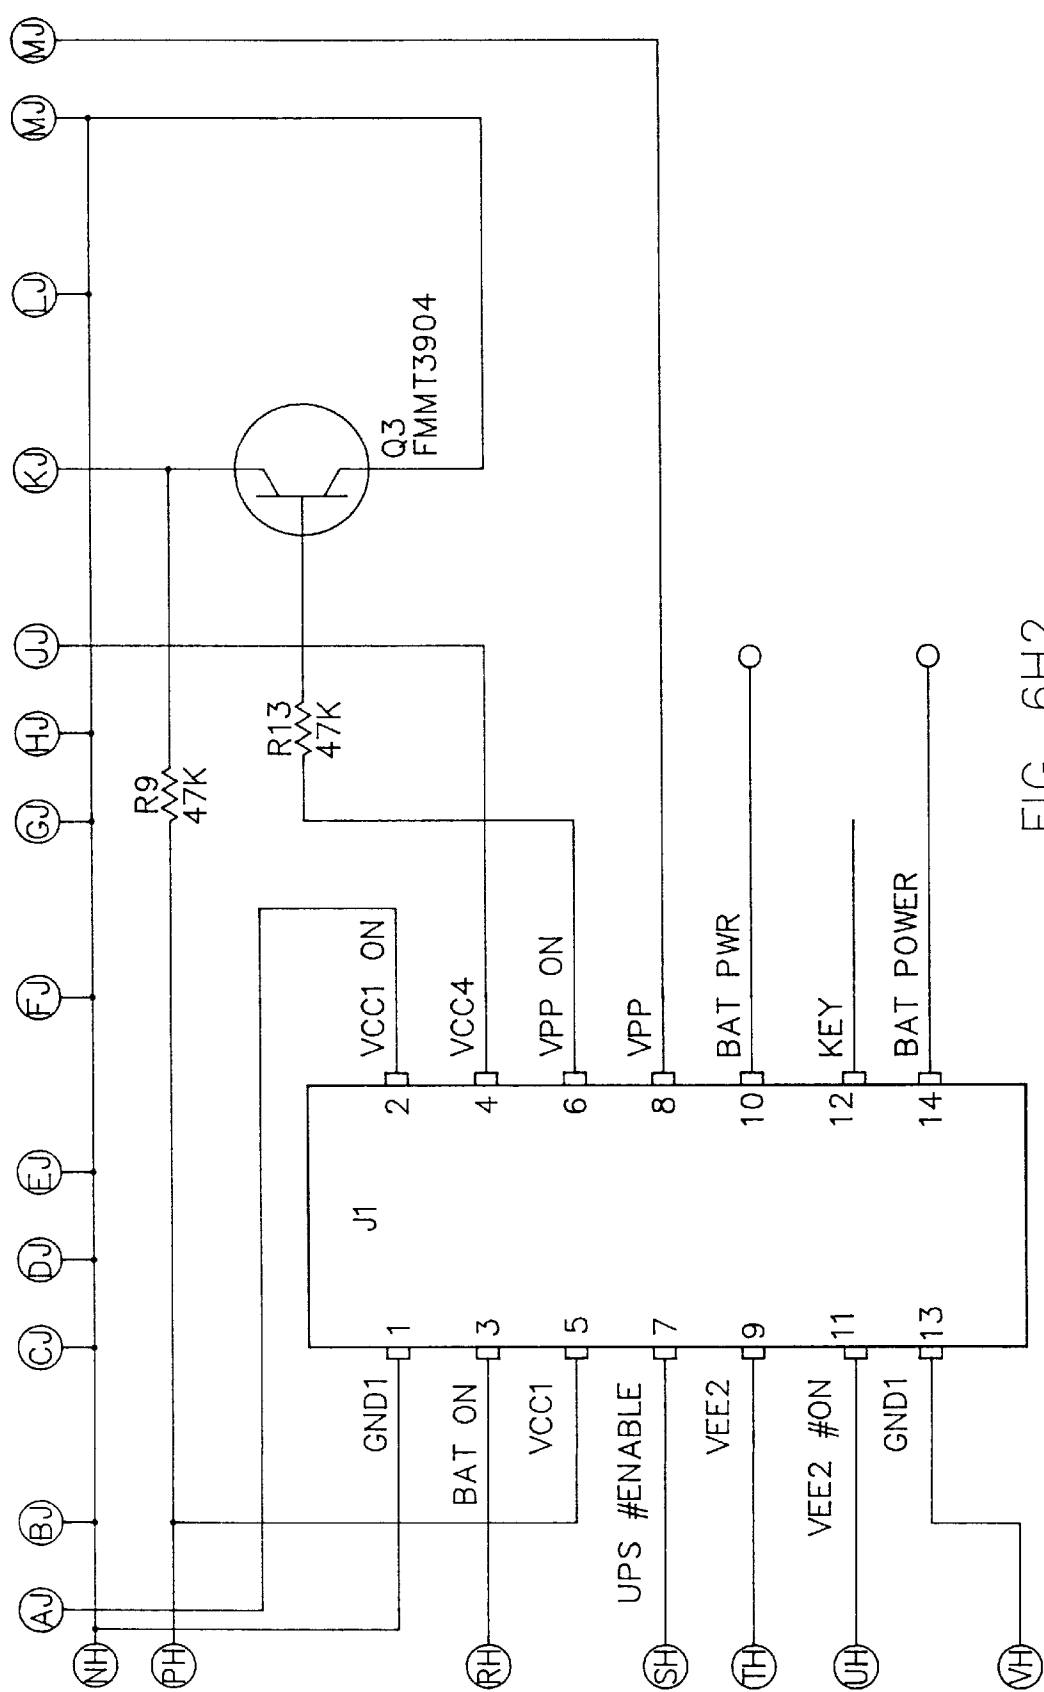 AJ
BJ
CJ
DJ
EJ
FJ
GJ
HJ
JJ
KJ
LJ
MJ
MJ
NH
PH
R9
47K
R13
47K
Q3
FMMT3904
J1
GND1
1
BAT ON
3
VCC1
5
UPS #ENABLE
7
VEE2
9
VEE2 #ON
11
GND1
13
2
VCC1 ON
4
VCC4
6
VPP ON
8
VPP
10
BAT PWR
12
KEY
14
BAT POWER
RH
SH
TH
UH
VH
FIG. 6H2